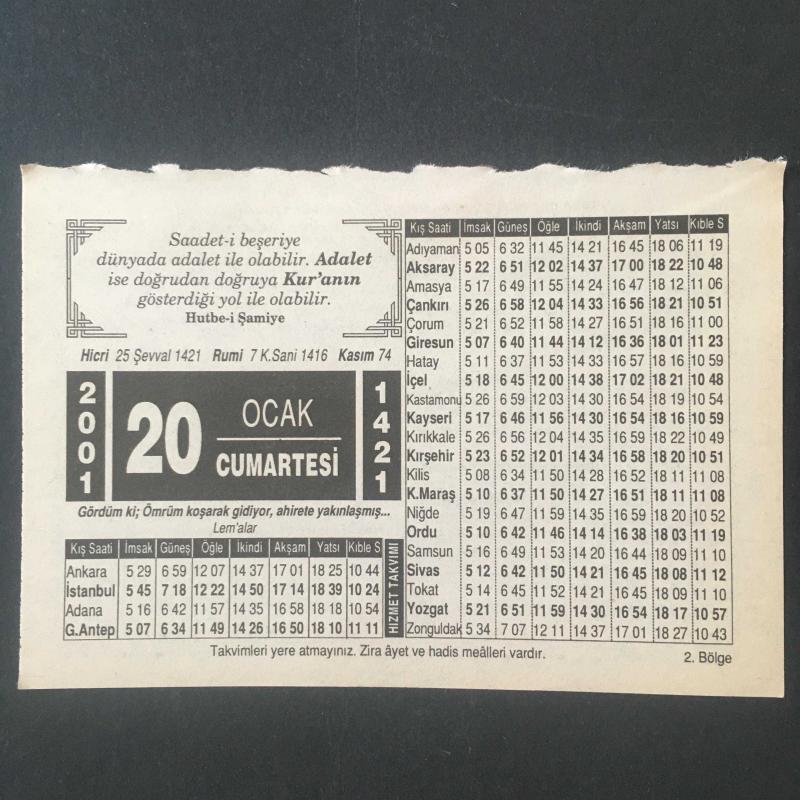 Saadet-i beşeriye
dünyada adalet ile olabilir. Adalet
ise doğrudan doğruya Kur'anın
gösterdiği yol ile olabilir.
Hutbe-i Şamiye
Hicri 25 Şevval 1421 Rumi 7 K.Sani 1416 Kasım 74
2001
20
OCAK
CUMARTESİ
1421
Gördüm ki; Ömrüm koşarak gidiyor, ahirete yakınlaşmış...
Lem'alar
Kış Saati İmsak Güneş Öğle İkindi Akşam Yatsı Kıble S
Ankara 5 29 6 59 12 07 14 37 17 01 18 25 10 44
İstanbul 5 45 7 18 12 22 14 50 17 14 18 39 10 24
Adana 5 16 6 42 11 57 14 35 16 58 18 18 10 54
G.Antep 5 07 6 34 11 49 14 26 16 50 18 10 11 11
HİZMET TAKVİMİ
Kış Saati İmsak Güneş Öğle İkindi Akşam Yatsı Kıble S
Adıyaman 5 05 6 32 11 45 14 21 16 45 18 06 11 19
Aksaray 5 22 6 51 12 02 14 37 17 00 18 22 10 48
Amasya 5 17 6 49 11 55 14 24 16 47 18 12 11 06
Çankırı 5 26 6 58 12 04 14 33 16 56 18 21 10 51
Çorum 5 21 6 52 11 58 14 27 16 51 18 16 11 00
Giresun 5 07 6 40 11 44 14 12 16 36 18 01 11 23
Hatay 5 11 6 37 11 53 14 33 16 57 18 16 10 59
İçel 5 18 6 45 12 00 14 38 17 02 18 21 10 48
Kastamonu 5 26 6 59 12 03 14 30 16 54 18 19 10 54
Kayseri 5 17 6 46 11 56 14 30 16 54 18 16 10 59
Kırıkkale 5 26 6 56 12 04 14 35 16 59 18 22 10 49
Kırşehir 5 23 6 52 12 01 14 34 16 58 18 20 10 51
Kilis 5 08 6 34 11 50 14 28 16 52 18 11 11 08
K.Maraş 5 10 6 37 11 50 14 27 16 51 18 11 11 08
Niğde 5 19 6 47 11 59 14 35 16 59 18 20 10 52
Ordu 5 10 6 42 11 46 14 14 16 38 18 03 11 19
Samsun 5 16 6 49 11 53 14 20 16 44 18 09 11 10
Sivas 5 12 6 42 11 50 14 21 16 45 18 08 11 12
Tokat 5 14 6 45 11 52 14 21 16 45 18 09 11 10
Yozgat 5 21 6 51 11 59 14 30 16 54 18 17 10 57
Zonguldak 5 34 7 07 12 11 14 37 17 01 18 27 10 43
Takvimleri yere atmayınız. Zira âyet ve hadis meâlleri vardır.
2. Bölge